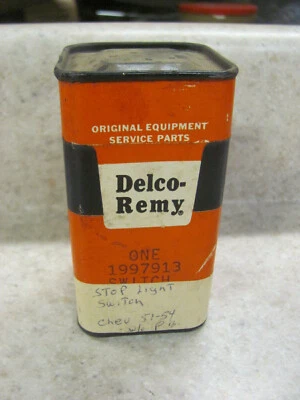 ORIGINAL EQUIPMENT
SERVICE PARTS
Delco-
Remy®
ONE
1997913
SWITCH
STOP Light
Switch
Chev 51-54